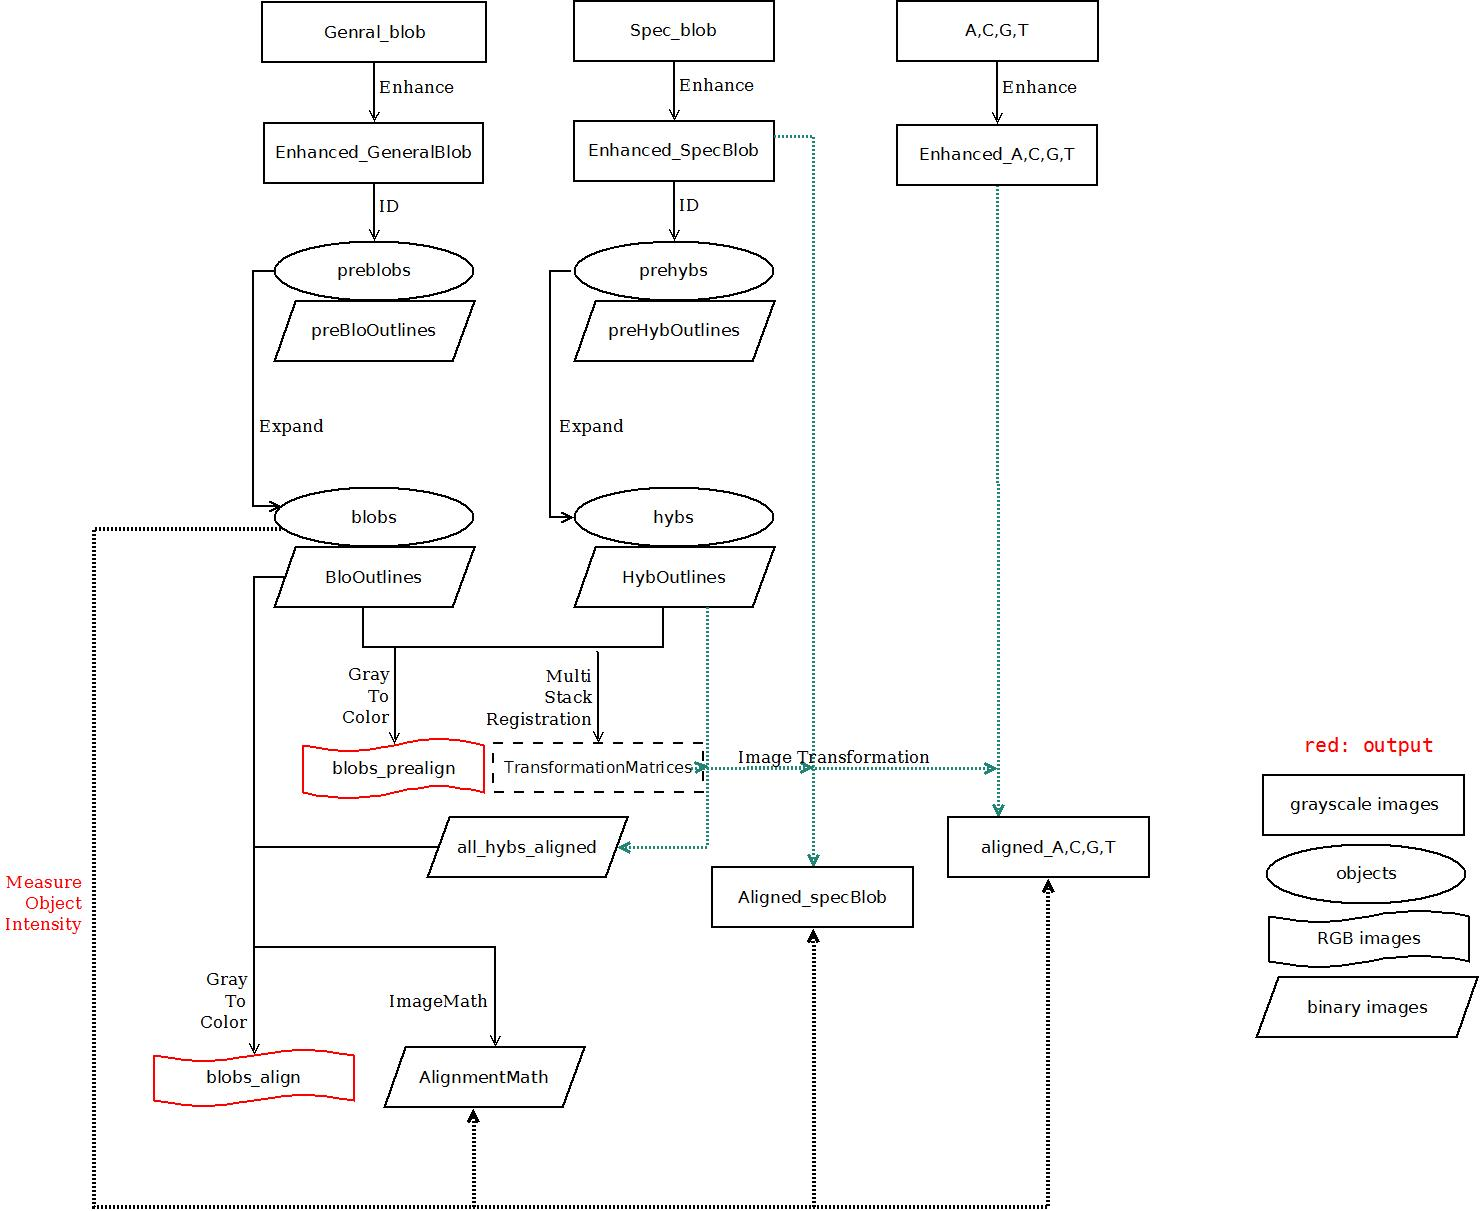 Genral_blob
Spec_blob
A,C,G,T
Enhance
Enhance
Enhance
Enhanced_GeneralBlob
Enhanced_SpecBlob
Enhanced_A,C,G,T
ID
ID
preblobs
prehybs
preBloOutlines
preHybOutlines
Expand
Expand
blobs
hybs
BloOutlines
HybOutlines
Gray
To
Color
Multi
Stack
Registration
blobs_prealign
TransformationMatrices
Image Transformation
all_hybs_aligned
aligned_A,C,G,T
Aligned_specBlob
Measure
Object
Intensity
Gray
To
Color
ImageMath
blobs_align
AlignmentMath
red: output
grayscale images
objects
RGB images
binary images